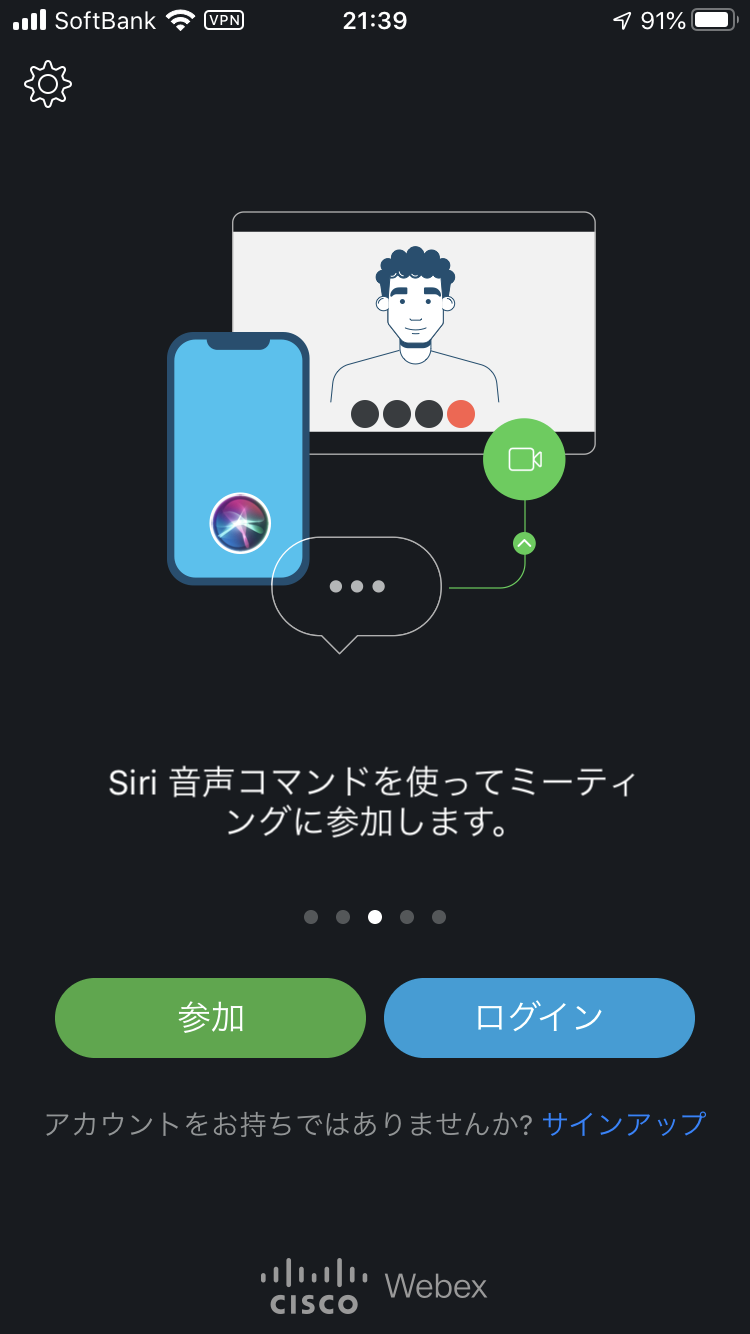 SoftBank VPN 21:39 91%
Siri 音声コマンドを使ってミーティ
ングに参加します。
参加 ログイン
アカウントをお持ちではありませんか? サインアップ
CISCO Webex